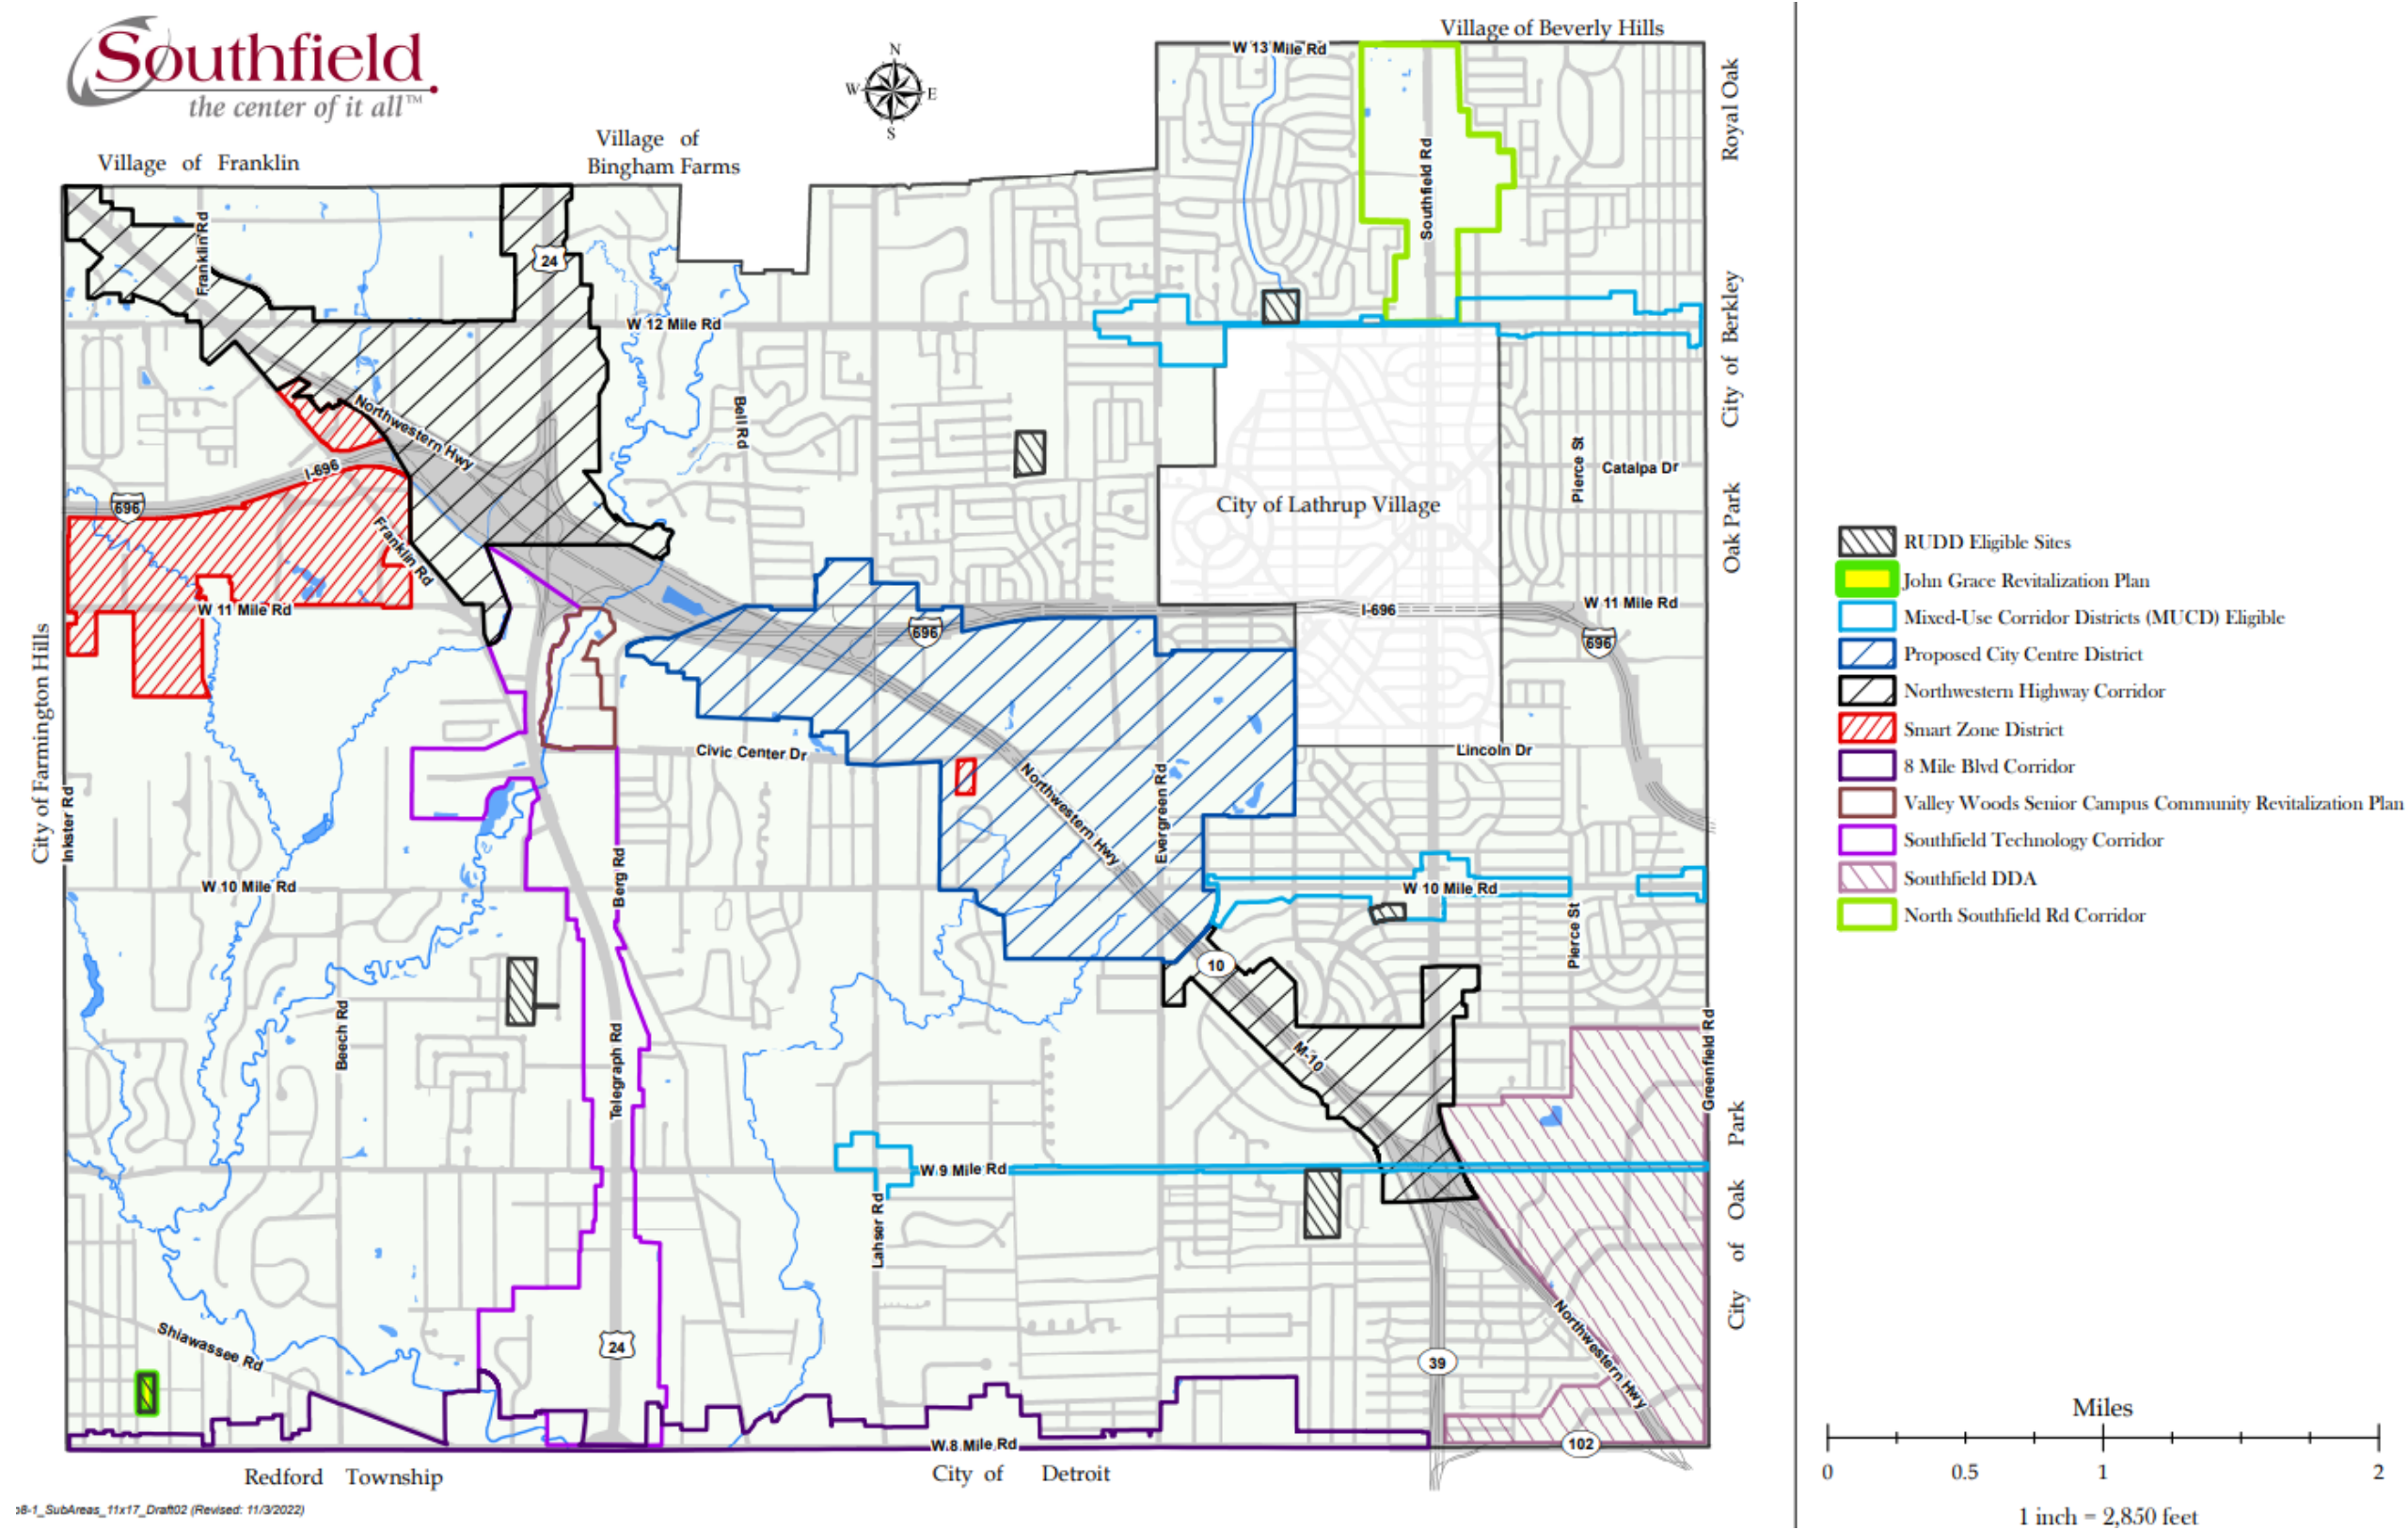 Southfield
the center of it all™
N
W E
S
Village of Beverly Hills
W 13 Mile Rd
Royal Oak
Village of Franklin
Village of
Bingham Farms
Franklin Rd
24
Southfield Rd
W 12 Mile Rd
City of Berkley
Bell Rd
Northwestern Hwy
I-696
696
Franklin Rd
Pierce St
Catalpa Dr
City of Lathrup Village
Oak Park
W 11 Mile Rd
I-696
W 11 Mile Rd
696
696
City of Farmington Hills
Inkster Rd
Civic Center Dr
Lincoln Dr
Northwestern Hwy
Evergreen Rd
W 10 Mile Rd
Berg Rd
W 10 Mile Rd
Pierce St
10
Beech Rd
Telegraph Rd
M-10
Greenfield Rd
W 9 Mile Rd
Lahser Rd
City of Oak Park
Shiawassee Rd
24
39
Northwestern Hwy
W 8 Mile Rd
102
Redford Township
City of Detroit
p8-1_SubAreas_11x17_Draft02 (Revised: 11/3/2022)
RUDD Eligible Sites
John Grace Revitalization Plan
Mixed-Use Corridor Districts (MUCD) Eligible
Proposed City Centre District
Northwestern Highway Corridor
Smart Zone District
8 Mile Blvd Corridor
Valley Woods Senior Campus Community Revitalization Plan
Southfield Technology Corridor
Southfield DDA
North Southfield Rd Corridor
Miles
0 0.5 1 2
1 inch = 2,850 feet